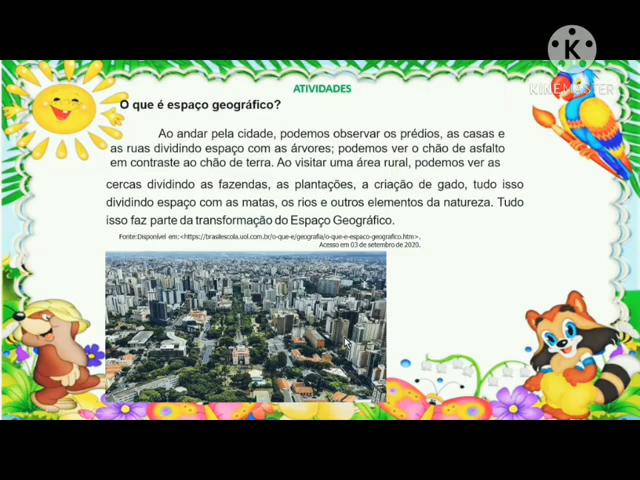 KINEMASTER
ATIVIDADES
O que é espaço geográfico?
Ao andar pela cidade, podemos observar os prédios, as casas e
as ruas dividindo espaço com as árvores; podemos ver o chão de asfalto
em contraste ao chão de terra. Ao visitar uma área rural, podemos ver as
cercas dividindo as fazendas, as plantações, a criação de gado, tudo isso
dividindo espaço com as matas, os rios e outros elementos da natureza. Tudo
isso faz parte da transformação do Espaço Geográfico.
Fonte:Disponível em:<https://brasilescola.uol.com.br/o-que-e/geografia/o-que-e-espaco-geografico.htm>.
Acesso em 03 de setembro de 2020.